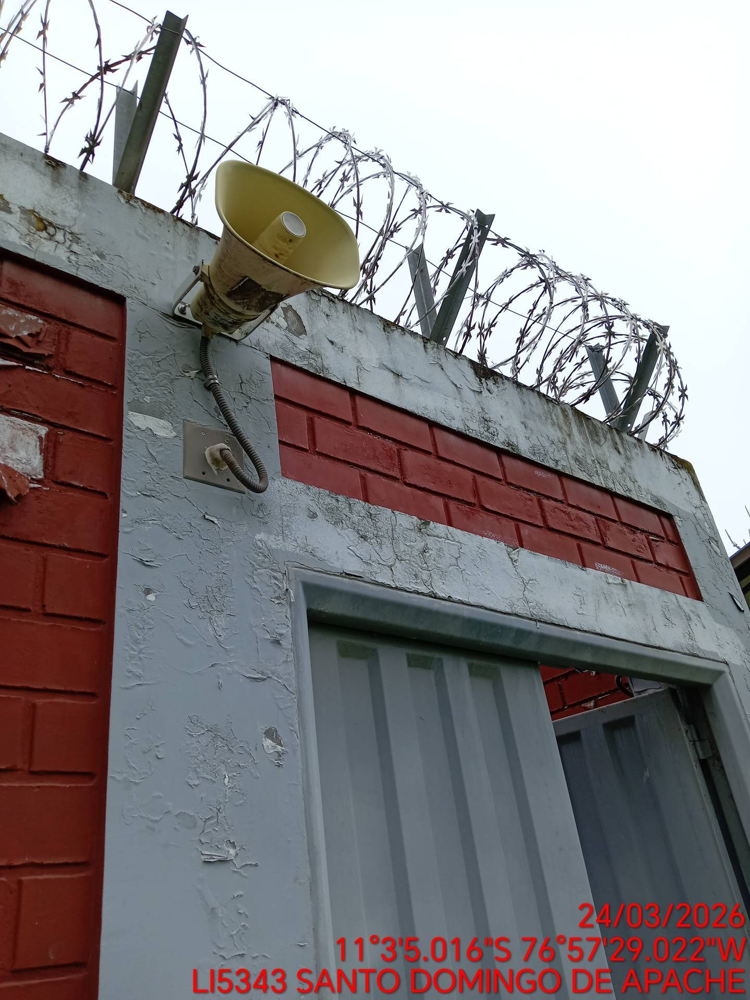 24/03/2026
11°3'5.016"S 76°57'29.022"W
LI5343 SANTO DOMINGO DE APACHE